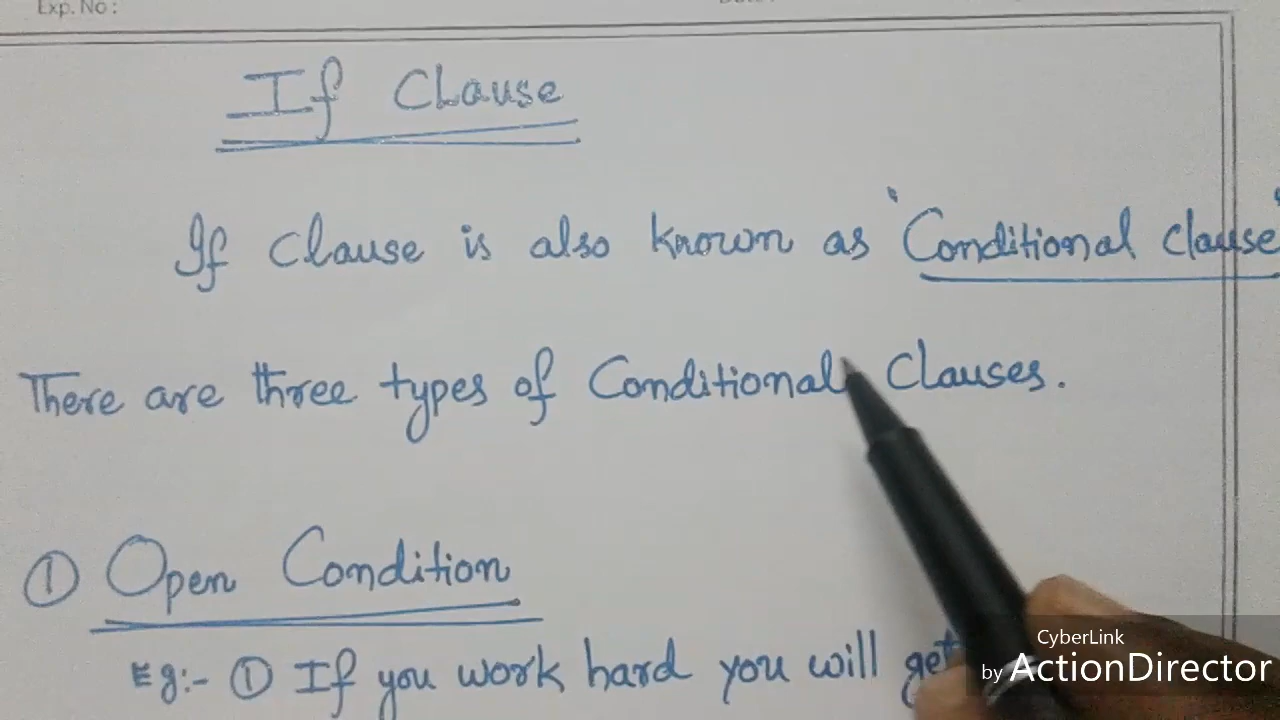 Exp. No :
If Clause
If Clause is also known as 'Conditional Clause'
There are three types of Conditional Clauses.
① Open Condition
Eg:- ① If you work hard you will get
CyberLink
by ActionDirector